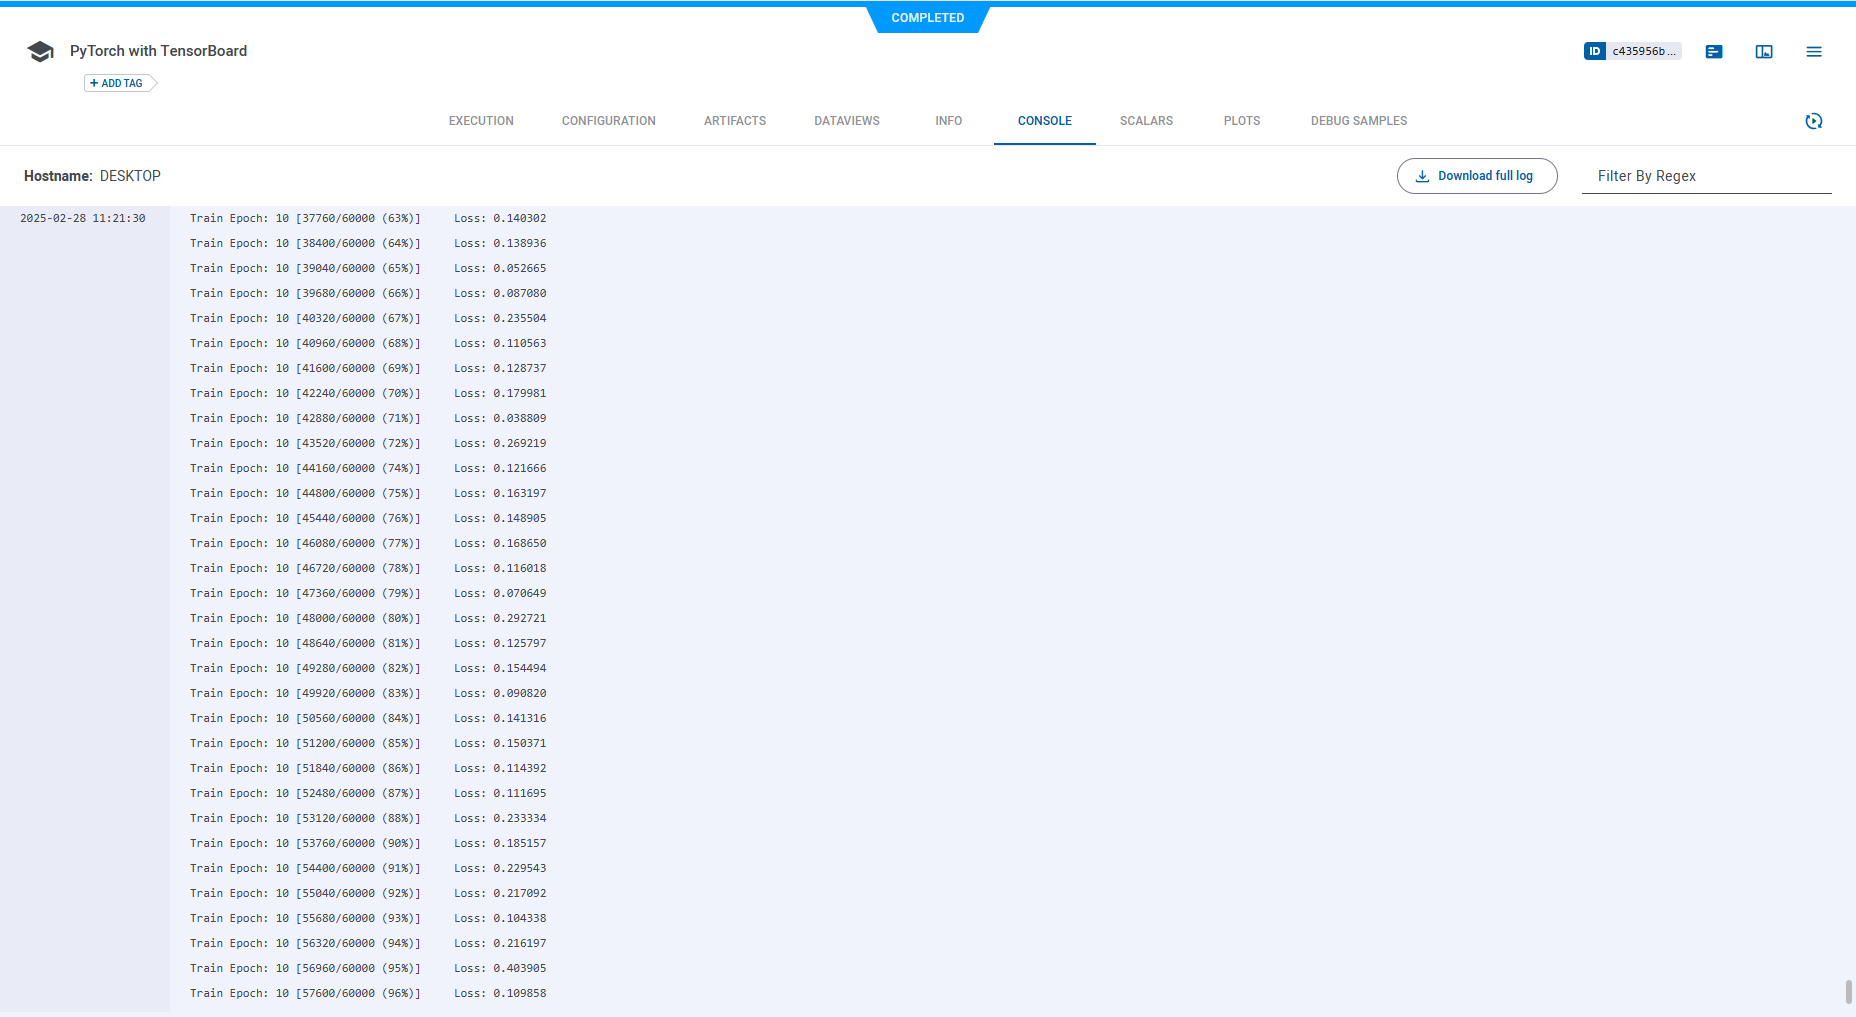 COMPLETED
PyTorch with TensorBoard
ID c435956b ...
+ ADD TAG
EXECUTION CONFIGURATION ARTIFACTS DATAVIEWS INFO CONSOLE SCALARS PLOTS DEBUG SAMPLES
Hostname: DESKTOP
Download full log
Filter By Regex
2025-02-28 11:21:30 Train Epoch: 10 [37760/60000 (63%)] Loss: 0.140302
Train Epoch: 10 [38400/60000 (64%)] Loss: 0.138936
Train Epoch: 10 [39040/60000 (65%)] Loss: 0.052665
Train Epoch: 10 [39680/60000 (66%)] Loss: 0.087080
Train Epoch: 10 [40320/60000 (67%)] Loss: 0.235504
Train Epoch: 10 [40960/60000 (68%)] Loss: 0.110563
Train Epoch: 10 [41600/60000 (69%)] Loss: 0.128737
Train Epoch: 10 [42240/60000 (70%)] Loss: 0.179981
Train Epoch: 10 [42880/60000 (71%)] Loss: 0.038809
Train Epoch: 10 [43520/60000 (72%)] Loss: 0.269219
Train Epoch: 10 [44160/60000 (74%)] Loss: 0.121666
Train Epoch: 10 [44800/60000 (75%)] Loss: 0.163197
Train Epoch: 10 [45440/60000 (76%)] Loss: 0.148905
Train Epoch: 10 [46080/60000 (77%)] Loss: 0.168650
Train Epoch: 10 [46720/60000 (78%)] Loss: 0.116018
Train Epoch: 10 [47360/60000 (79%)] Loss: 0.070649
Train Epoch: 10 [48000/60000 (80%)] Loss: 0.292721
Train Epoch: 10 [48640/60000 (81%)] Loss: 0.125797
Train Epoch: 10 [49280/60000 (82%)] Loss: 0.154494
Train Epoch: 10 [49920/60000 (83%)] Loss: 0.090820
Train Epoch: 10 [50560/60000 (84%)] Loss: 0.141316
Train Epoch: 10 [51200/60000 (85%)] Loss: 0.150371
Train Epoch: 10 [51840/60000 (86%)] Loss: 0.114392
Train Epoch: 10 [52480/60000 (87%)] Loss: 0.111695
Train Epoch: 10 [53120/60000 (88%)] Loss: 0.233334
Train Epoch: 10 [53760/60000 (90%)] Loss: 0.185157
Train Epoch: 10 [54400/60000 (91%)] Loss: 0.229543
Train Epoch: 10 [55040/60000 (92%)] Loss: 0.217092
Train Epoch: 10 [55680/60000 (93%)] Loss: 0.104338
Train Epoch: 10 [56320/60000 (94%)] Loss: 0.216197
Train Epoch: 10 [56960/60000 (95%)] Loss: 0.403905
Train Epoch: 10 [57600/60000 (96%)] Loss: 0.109858